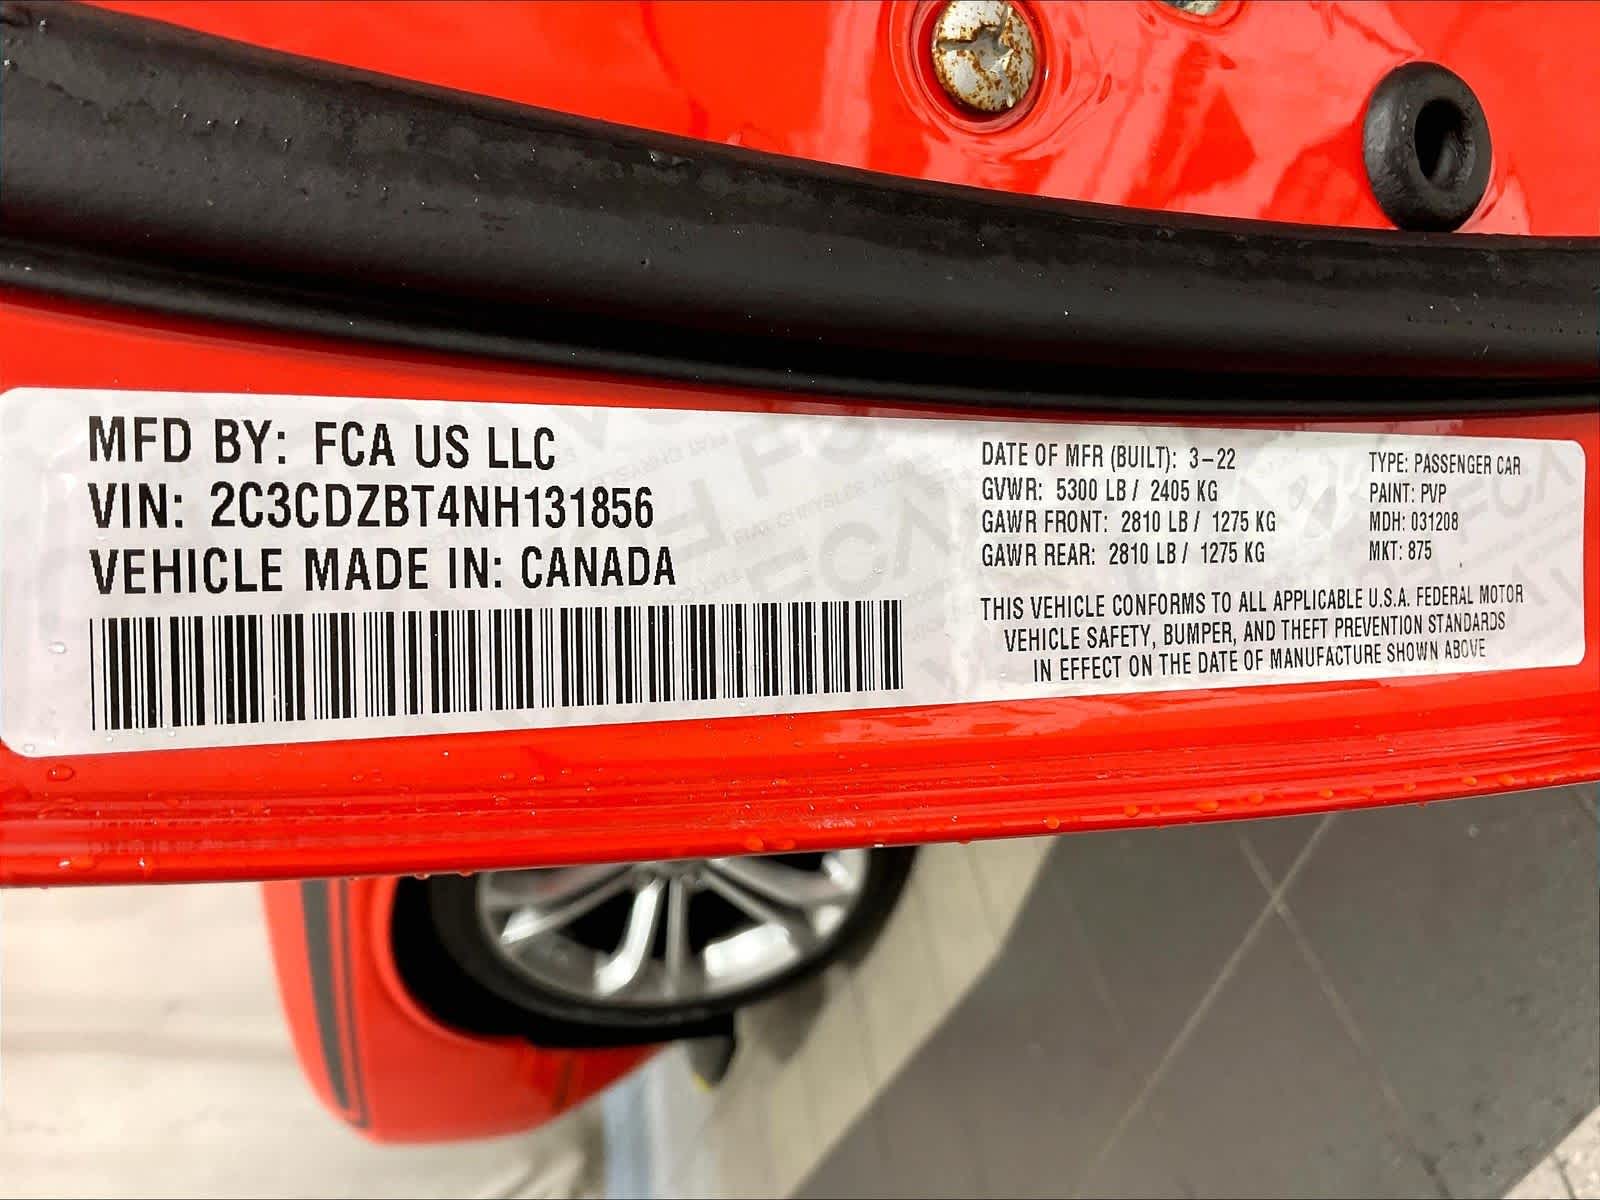 MFD BY: FCA US LLC
VIN: 2C3CDZBT4NH131856
VEHICLE MADE IN: CANADA
DATE OF MFR (BUILT): 3-22
GVWR: 5300 LB / 2405 KG
GAWR FRONT: 2810 LB / 1275 KG
GAWR REAR: 2810 LB / 1275 KG
TYPE: PASSENGER CAR
PAINT: PVP
MDH: 031208
MKT: 875
THIS VEHICLE CONFORMS TO ALL APPLICABLE U.S.A. FEDERAL MOTOR
VEHICLE SAFETY, BUMPER, AND THEFT PREVENTION STANDARDS
IN EFFECT ON THE DATE OF MANUFACTURE SHOWN ABOVE